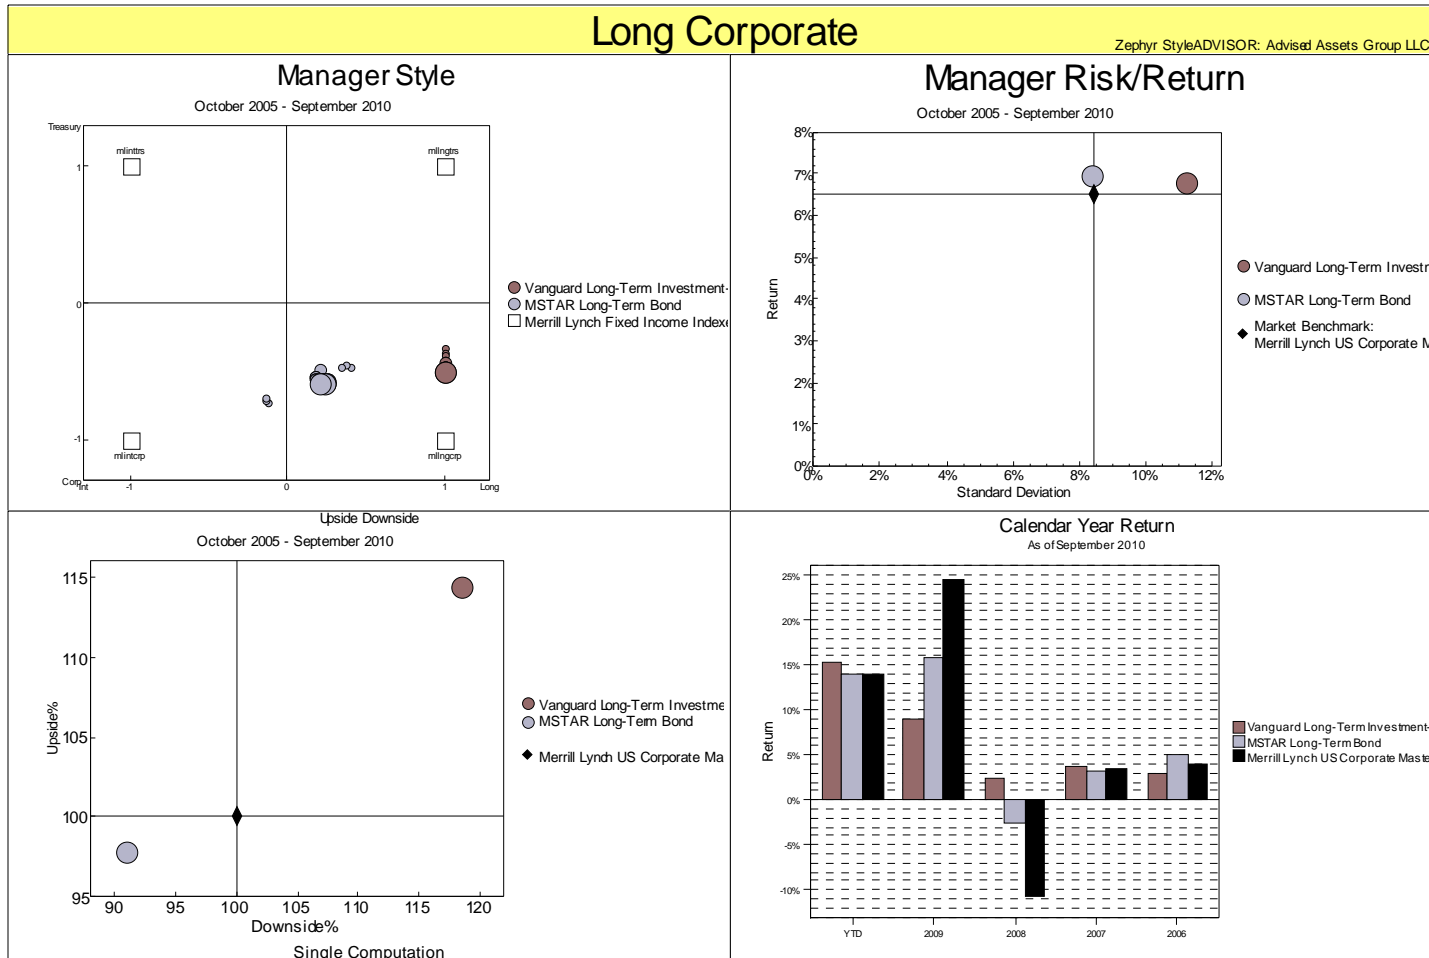 Long Corporate
Zephyr StyleADVISOR: Advised Assets Group LLC
Manager Style
October 2005 - September 2010
Treasury
mlinttrs
mllngtrs
1
0
-1
mlintcrp
mllngcrp
Corp
Int
-1
0
1
Long
Vanguard Long-Term Investment-
MSTAR Long-Term Bond
Merrill Lynch Fixed Income Indexe
Manager Risk/Return
October 2005 - September 2010
8%
7%
6%
5%
4%
3%
2%
1%
0%
Return
0%
2%
4%
6%
8%
10%
12%
Standard Deviation
Vanguard Long-Term Investm
MSTAR Long-Term Bond
Market Benchmark:
Merrill Lynch US Corporate M
Upside Downside
October 2005 - September 2010
115
110
105
100
95
Upside%
90
95
100
105
110
115
120
Downside%
Single Computation
Vanguard Long-Term Investme
MSTAR Long-Term Bond
Merrill Lynch US Corporate Ma
Calendar Year Return
As of September 2010
25%
20%
15%
10%
5%
0%
-5%
-10%
Return
YTD
2009
2008
2007
2006
Vanguard Long-Term Investment-
MSTAR Long-Term Bond
Merrill Lynch US Corporate Maste